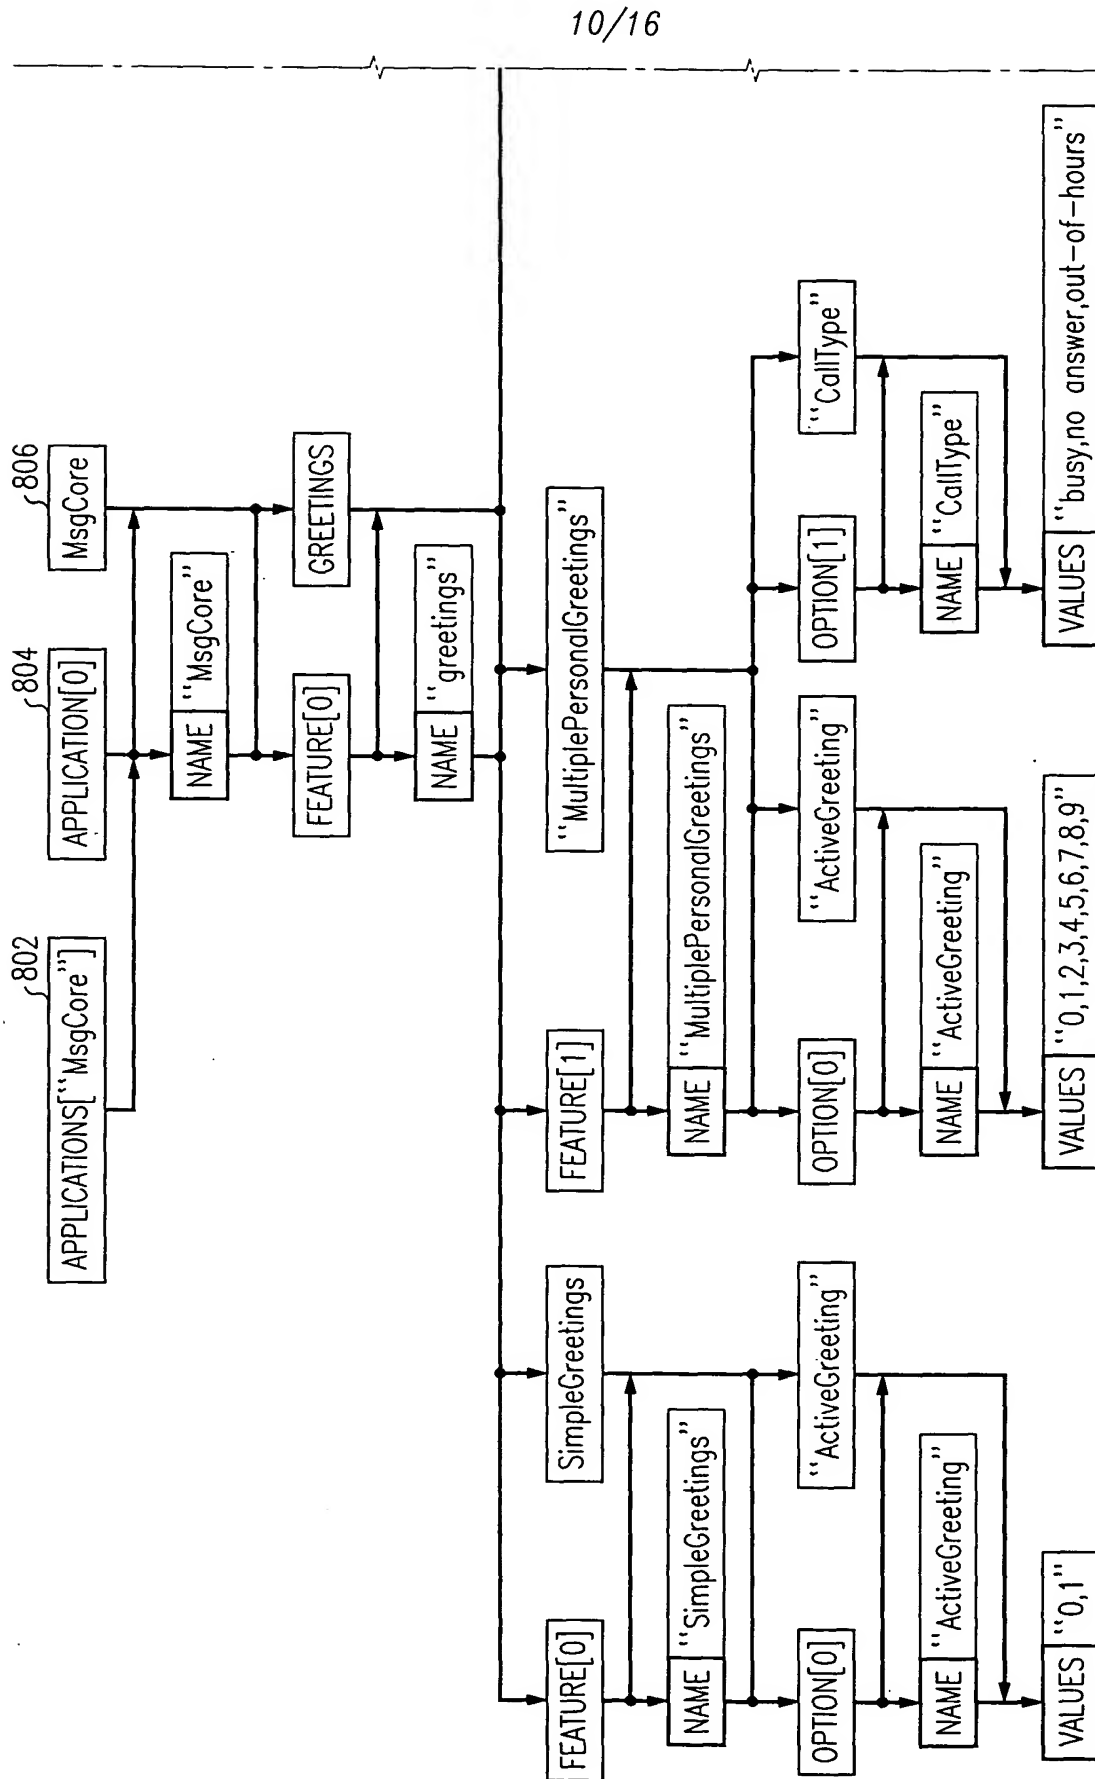 10/16
802
804
806
APPLICATIONS["MsgCore"]
APPLICATION[0]
MsgCore
NAME "MsgCore"
FEATURE[0]
GREETINGS
NAME "greetings"
FEATURE[0]
SimpleGreetings
FEATURE[1]
"MultiplePersonalGreetings"
NAME "SimpleGreetings"
NAME "MultiplePersonalGreetings"
OPTION[0]
"ActiveGreeting"
OPTION[0]
"ActiveGreeting"
OPTION[1]
"CallType"
NAME "ActiveGreeting"
NAME "ActiveGreeting"
NAME "CallType"
VALUES "0,1"
VALUES "0,1,2,3,4,5,6,7,8,9"
VALUES "busy,no answer,out-of-hours"